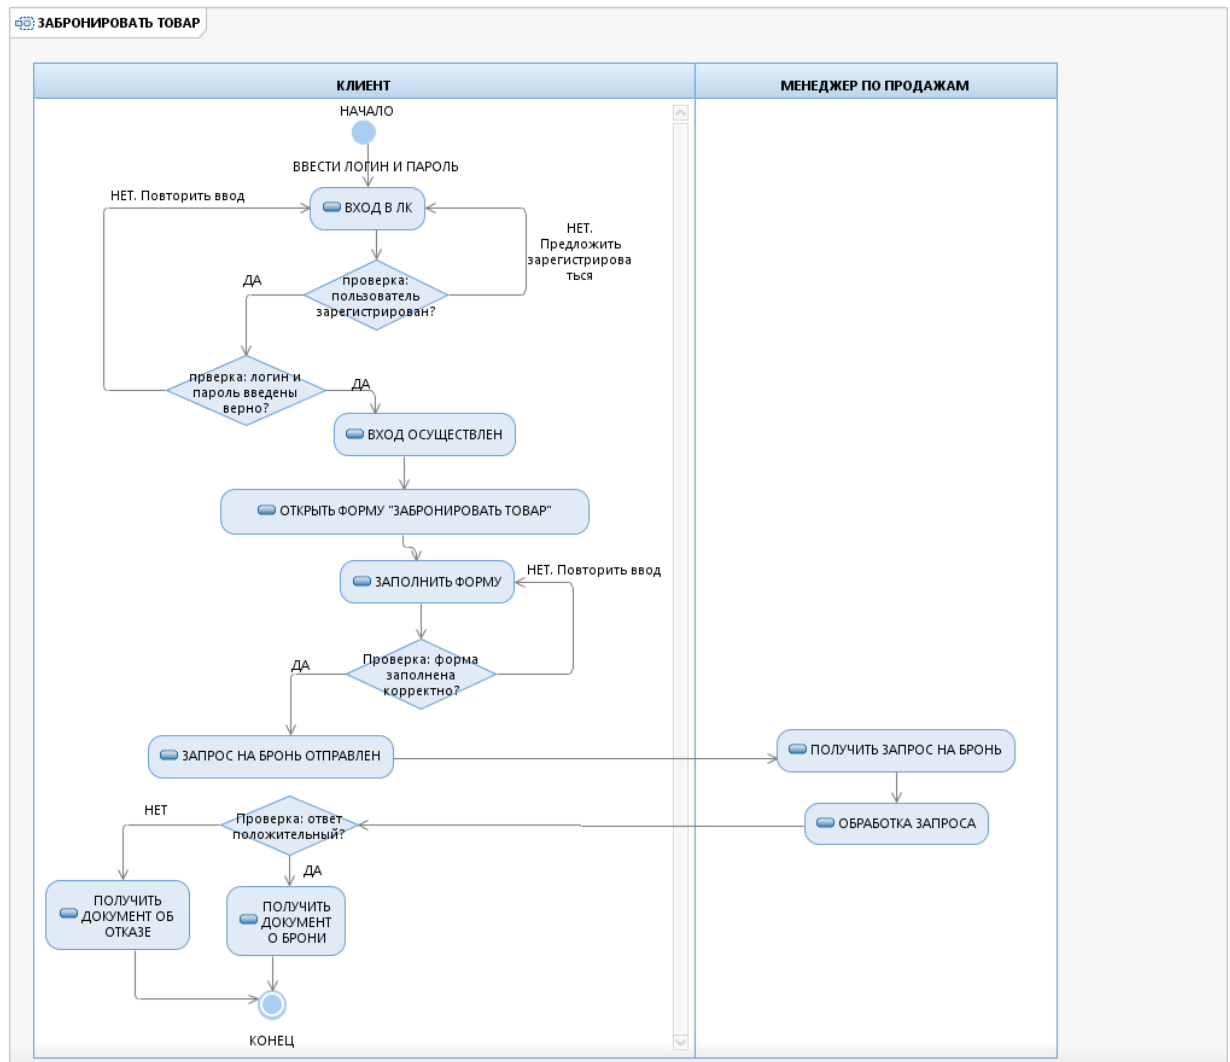 ЗАБРОНИРОВАТЬ ТОВАР
КЛИЕНТ
МЕНЕДЖЕР ПО ПРОДАЖАМ
НАЧАЛО
ВВЕСТИ ЛОГИН И ПАРОЛЬ
НЕТ. Повторить ввод
ВХОД В ЛК
НЕТ.
Предложить
зарегистрирова
ться
ДА
проверка:
пользователь
зарегистрирован?
прверка: логин и
пароль введены
верно?
ДА
ВХОД ОСУЩЕСТВЛЕН
ОТКРЫТЬ ФОРМУ "ЗАБРОНИРОВАТЬ ТОВАР"
ЗАПОЛНИТЬ ФОРМУ
НЕТ. Повторить ввод
ДА
Проверка: форма
заполнена
корректно?
ЗАПРОС НА БРОНЬ ОТПРАВЛЕН
ПОЛУЧИТЬ ЗАПРОС НА БРОНЬ
НЕТ
Проверка: ответ
положительный?
ОБРАБОТКА ЗАПРОСА
ДА
ПОЛУЧИТЬ
ДОКУМЕНТ ОБ
ОТКАЗЕ
ПОЛУЧИТЬ
ДОКУМЕНТ
О БРОНИ
КОНЕЦ